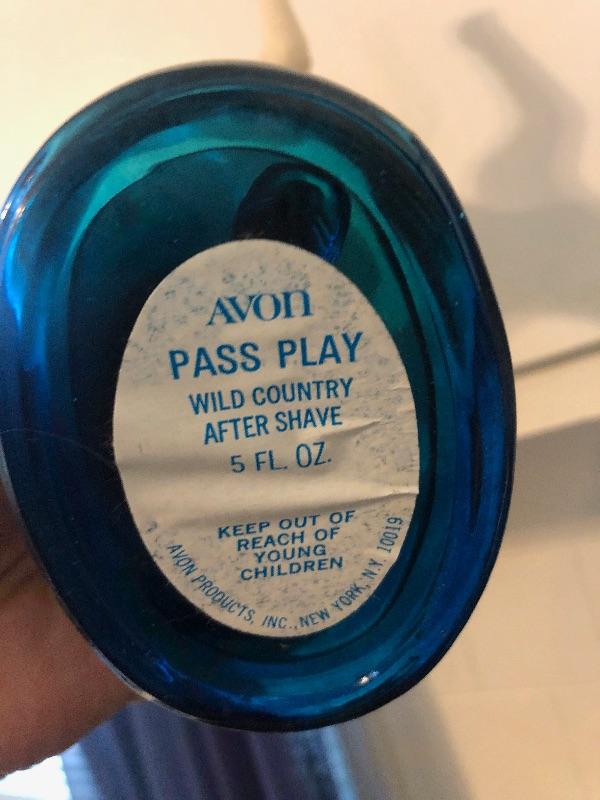 AVON
PASS PLAY
WILD COUNTRY
AFTER SHAVE
5 FL. OZ.
KEEP OUT OF
REACH OF
YOUNG
CHILDREN
AVON PRODUCTS, INC., NEW YORK, N.Y. 10019